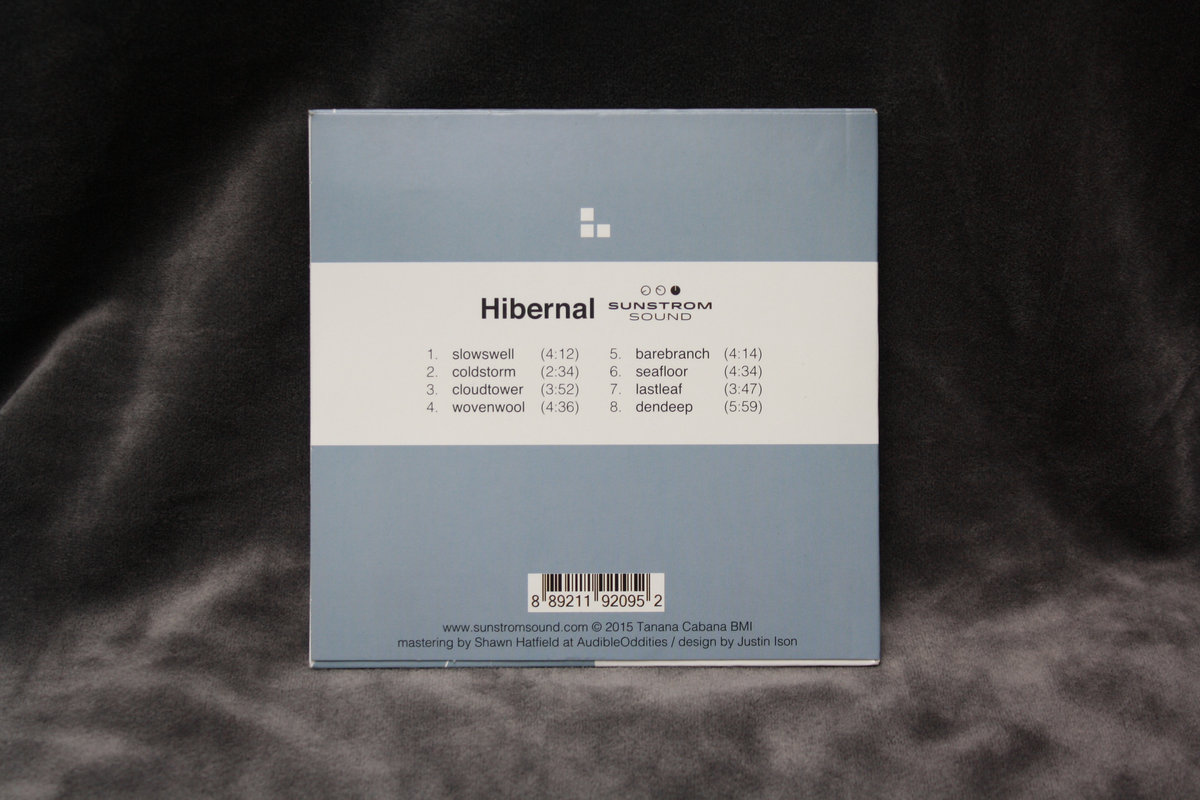 Hibernal
SUNSTROM
SOUND
1. slowswell (4:12)
2. coldstorm (2:34)
3. cloudtower (3:52)
4. wovenwool (4:36)
5. barebranch (4:14)
6. seafloor (4:34)
7. lastleaf (3:47)
8. dendeep (5:59)
8 89211 92095 2
www.sunstromsound.com © 2015 Tanana Cabana BMI
mastering by Shawn Hatfield at AudibleOddities / design by Justin Ison